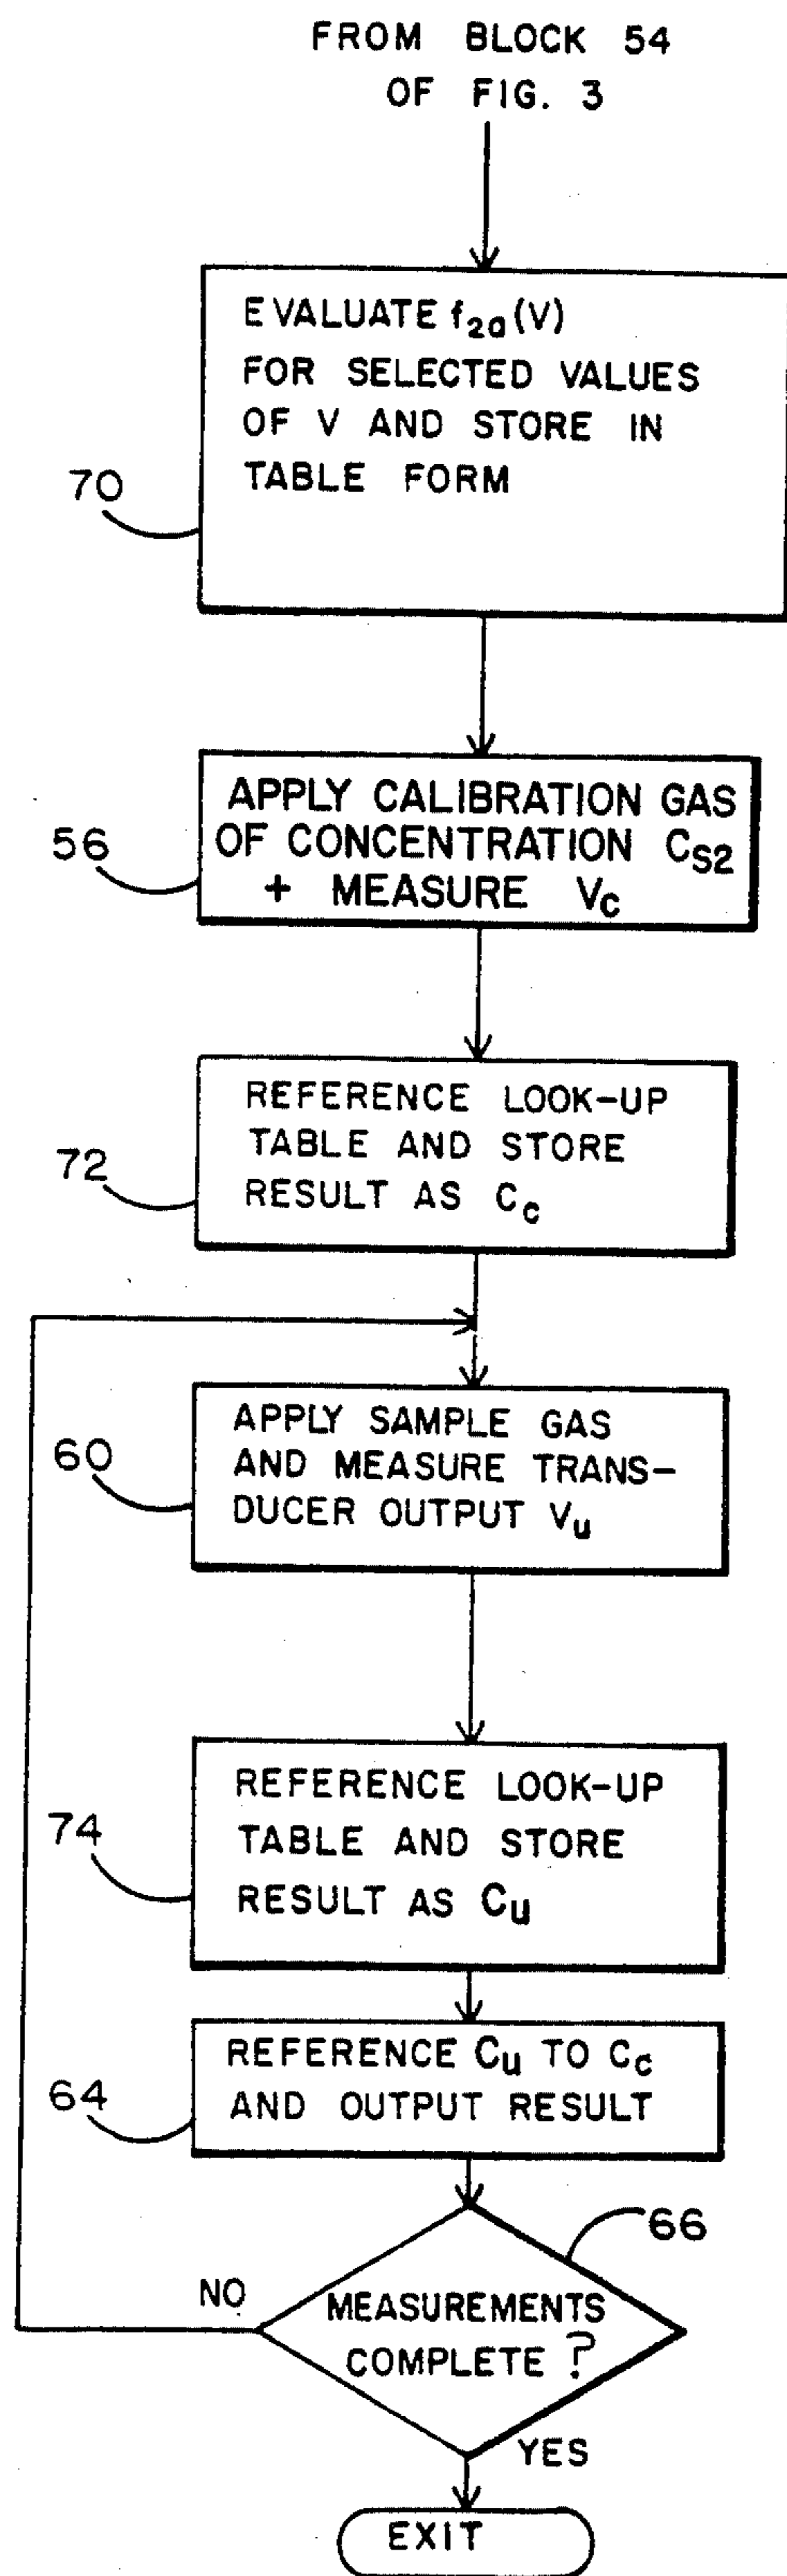 FROM BLOCK 54
OF FIG. 3
EVALUATE f2a(V)
FOR SELECTED VALUES
OF V AND STORE IN
TABLE FORM
70
APPLY CALIBRATION GAS
OF CONCENTRATION CS2
+ MEASURE Vc
56
REFERENCE LOOK-UP
TABLE AND STORE
RESULT AS Cc
72
APPLY SAMPLE GAS
AND MEASURE TRANS-
DUCER OUTPUT Vu
60
REFERENCE LOOK-UP
TABLE AND STORE
RESULT AS Cu
74
REFERENCE Cu TO Cc
AND OUTPUT RESULT
64
66
NO
MEASUREMENTS
COMPLETE ?
YES
EXIT